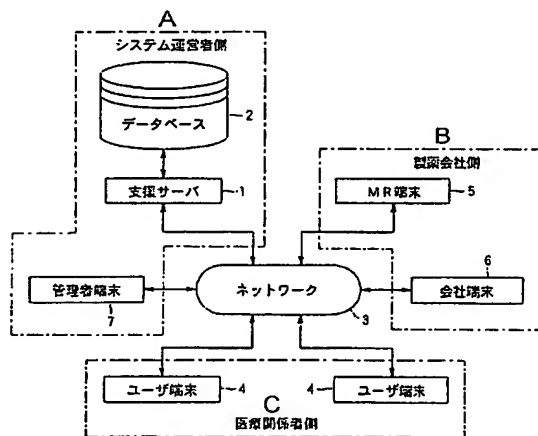 A
システム運営者側
データベース
2
支援サーバ
1
B
製薬会社側
MR端末
5
6
会社端末
管理者端末
7
ネットワーク
3
ユーザ端末
4
4
ユーザ端末
C
医療関係者側